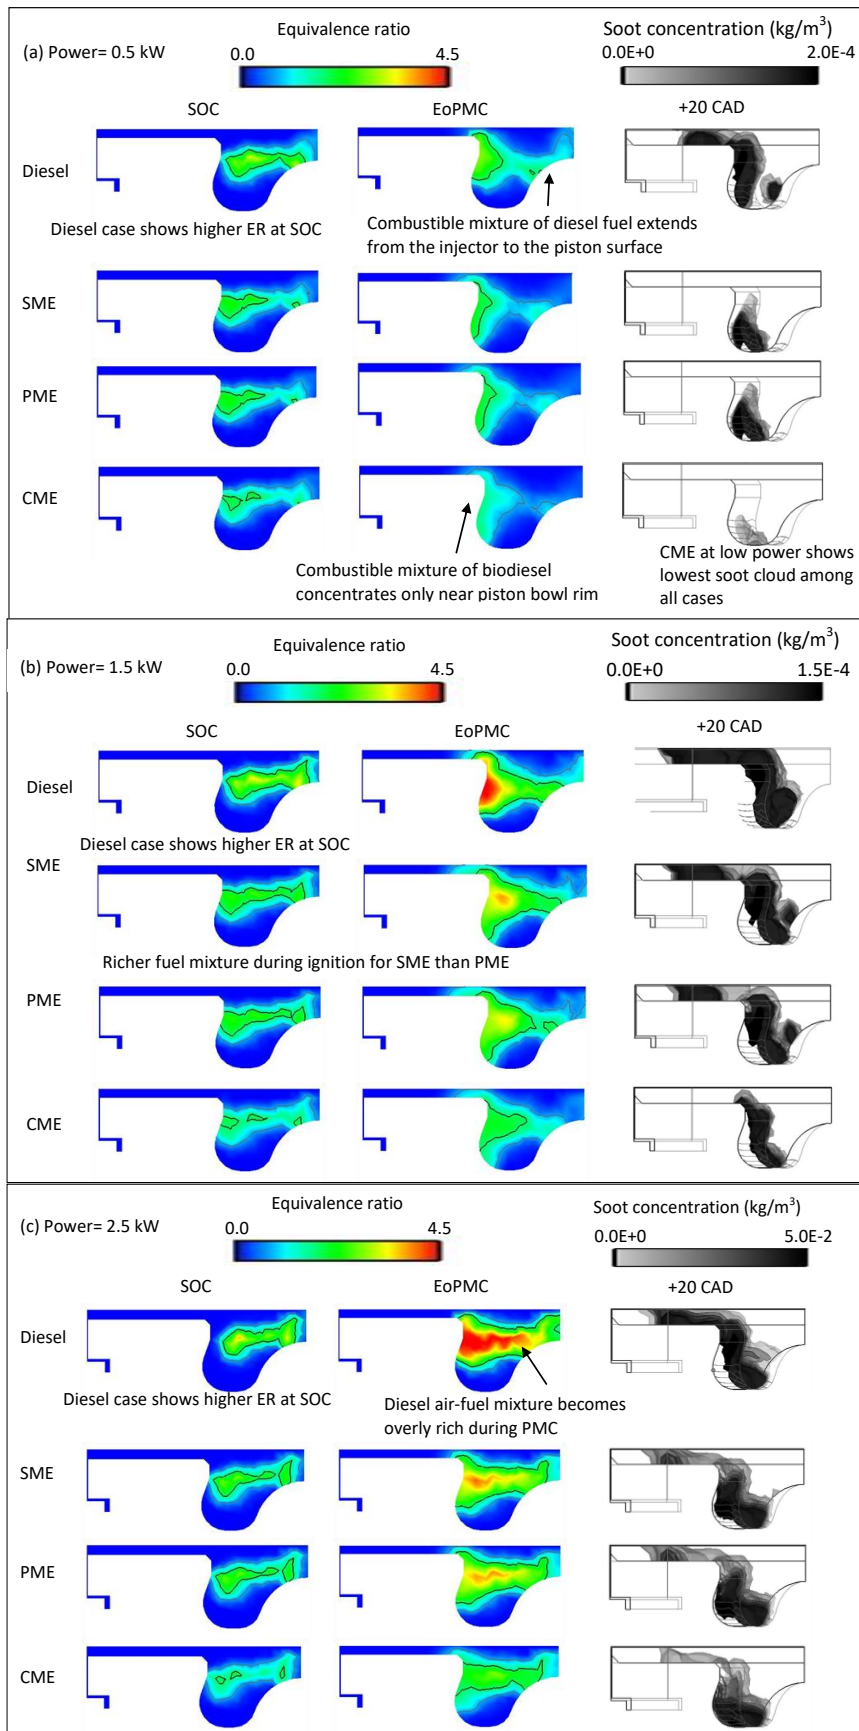 Equivalence ratio
Soot concentration (kg/m³)
(a) Power= 0.5 kW
0.0
4.5
0.0E+0
2.0E-4
SOC
EoPMC
+20 CAD
Diesel
Diesel case shows higher ER at SOC
Combustible mixture of diesel fuel extends
from the injector to the piston surface
SME
PME
CME
Combustible mixture of biodiesel
concentrates only near piston bowl rim
CME at low power shows
lowest soot cloud among
all cases
Equivalence ratio
Soot concentration (kg/m³)
(b) Power= 1.5 kW
0.0
4.5
0.0E+0
1.5E-4
SOC
EoPMC
+20 CAD
Diesel
Diesel case shows higher ER at SOC
SME
Richer fuel mixture during ignition for SME than PME
PME
CME
Equivalence ratio
Soot concentration (kg/m³)
(c) Power= 2.5 kW
0.0
4.5
0.0E+0
5.0E-2
SOC
EoPMC
+20 CAD
Diesel
Diesel case shows higher ER at SOC
Diesel air-fuel mixture becomes
overly rich during PMC
SME
PME
CME